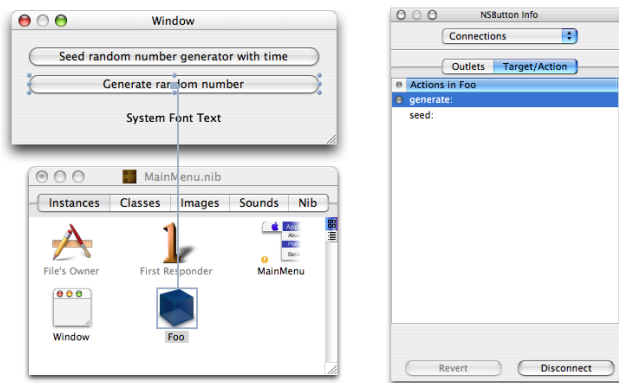 Window
Seed random number generator with time
Generate random number
System Font Text
MainMenu.nib
Instances Classes Images Sounds Nib
File's Owner First Responder MainMenu
Window Foo
NSButton Info
Connections
Outlets Target/Action
Actions in Foo
generate:
seed:
Revert Disconnect